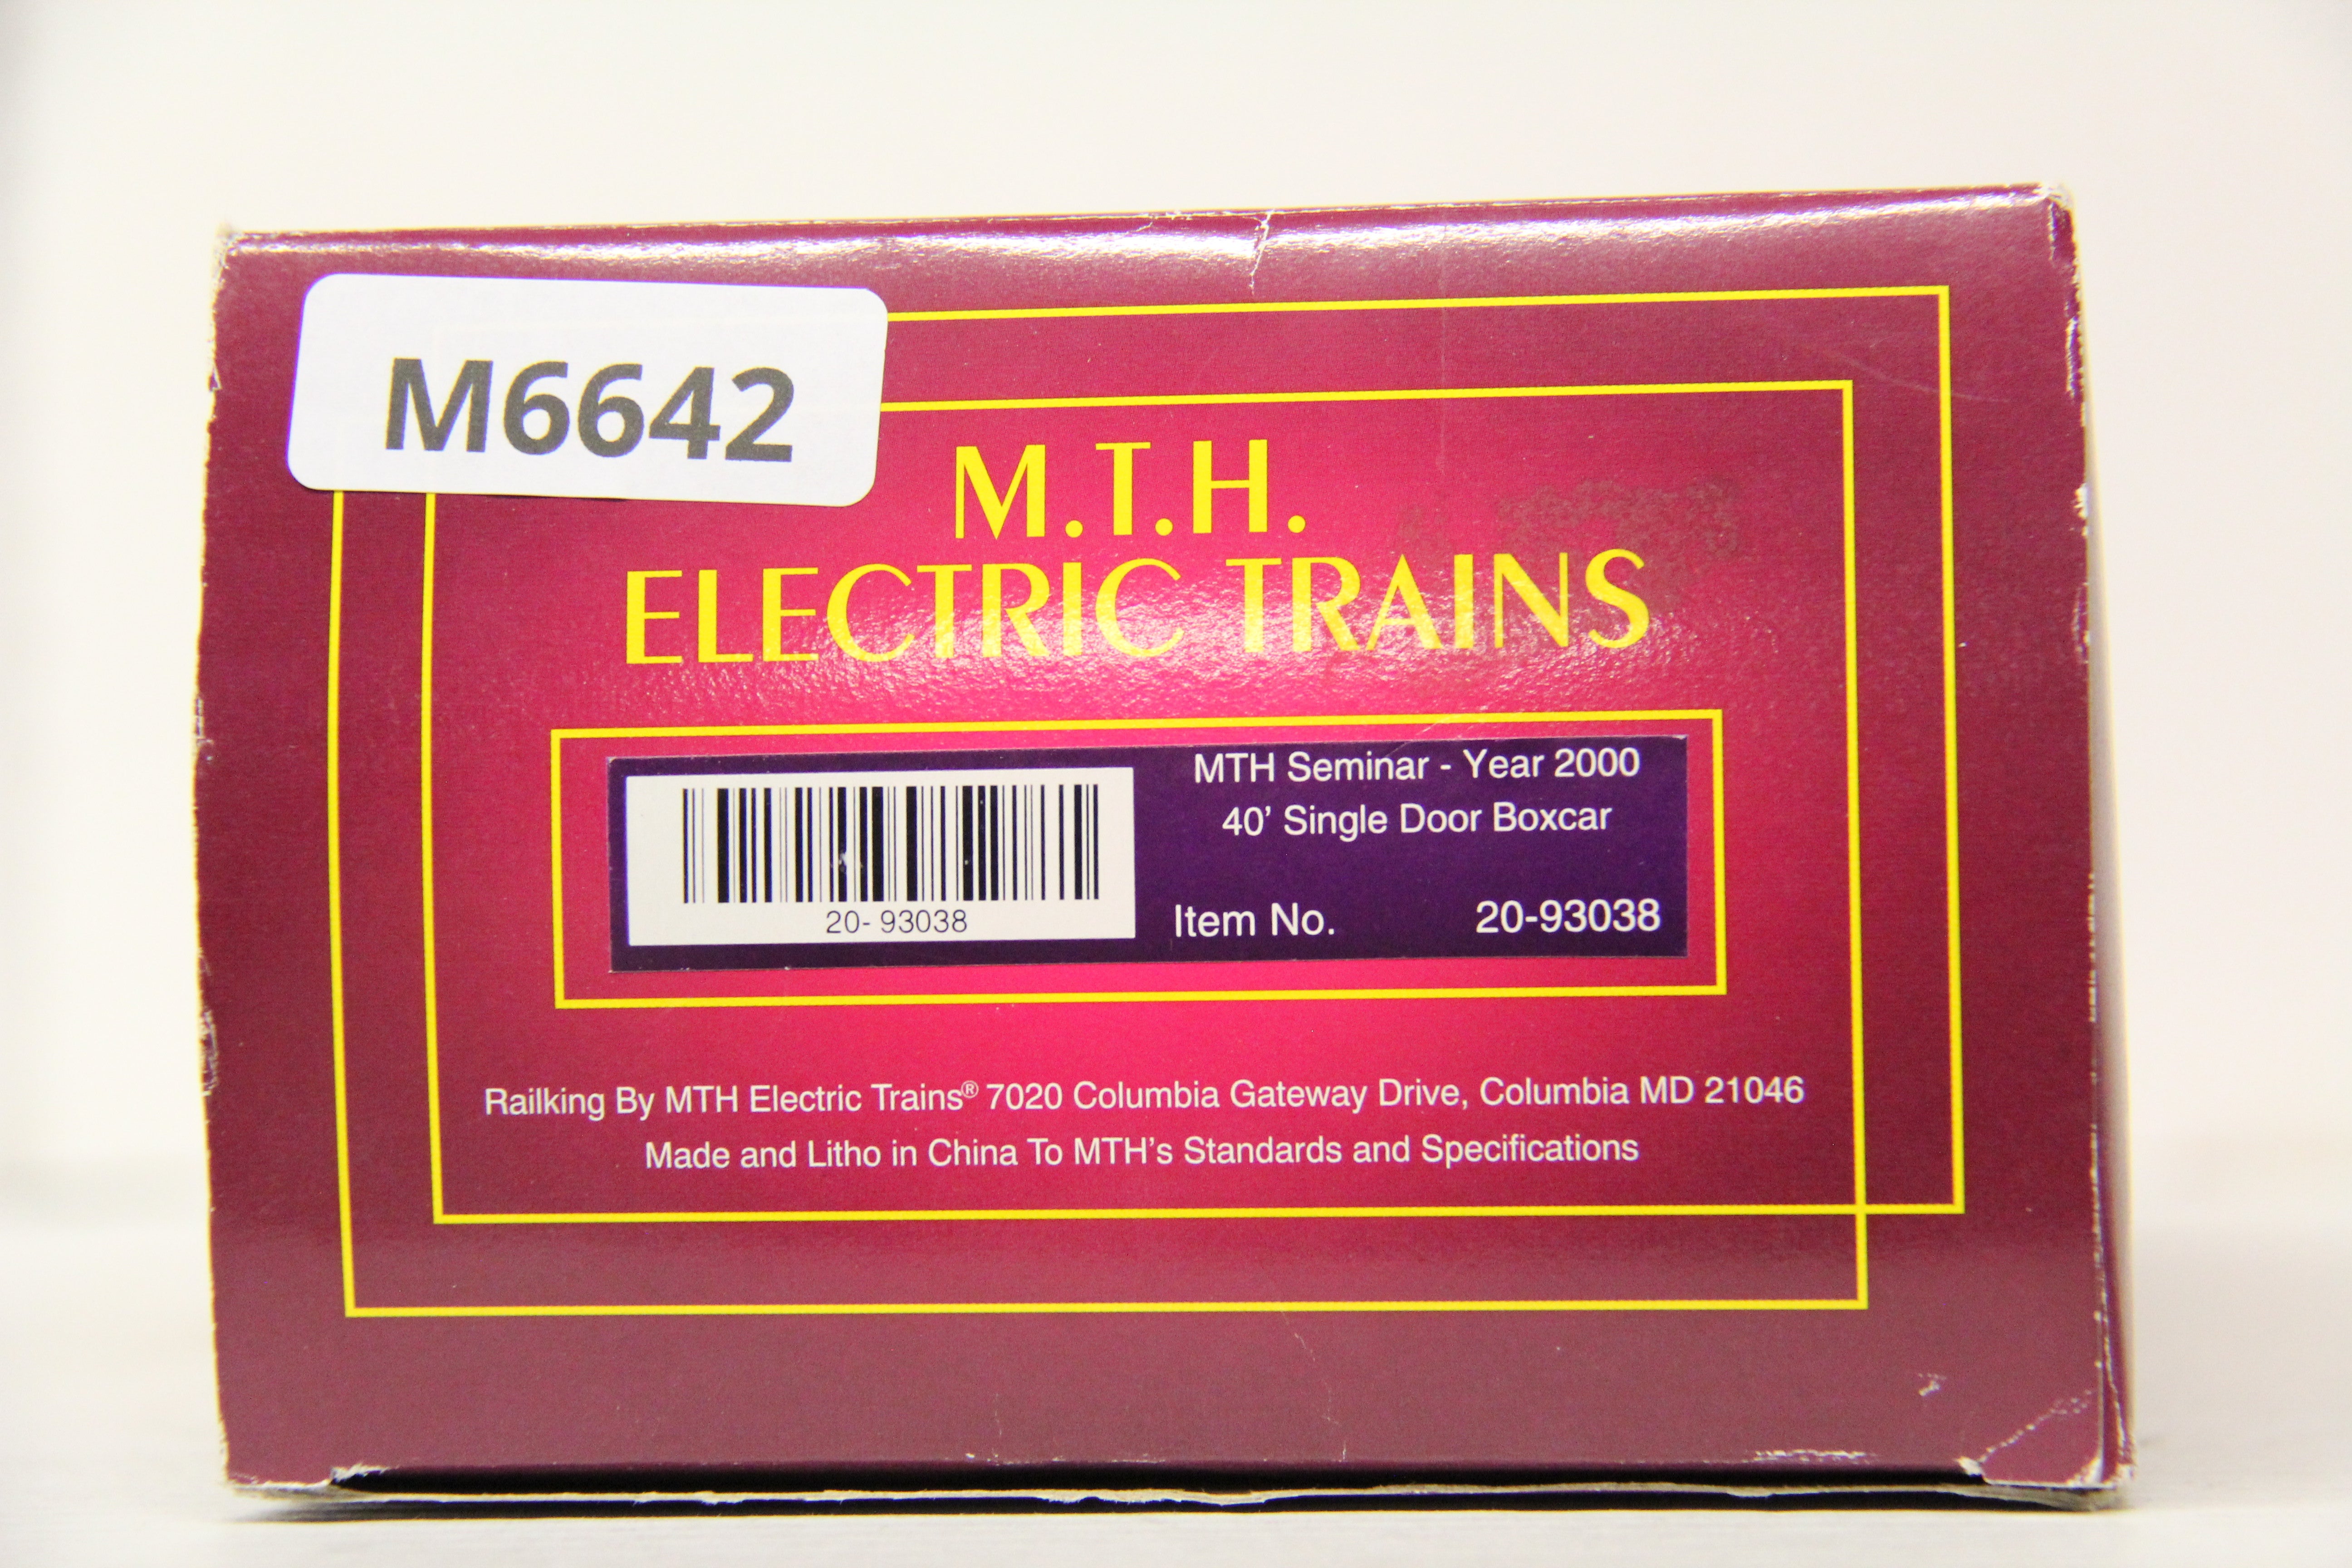 M6642
M.T.H.
ELECTRIC TRAINS
MTH Seminar - Year 2000
40’ Single Door Boxcar
20- 93038
Item No. 20-93038
Railking By MTH Electric Trains® 7020 Columbia Gateway Drive, Columbia MD 21046
Made and Litho in China To MTH’s Standards and Specifications